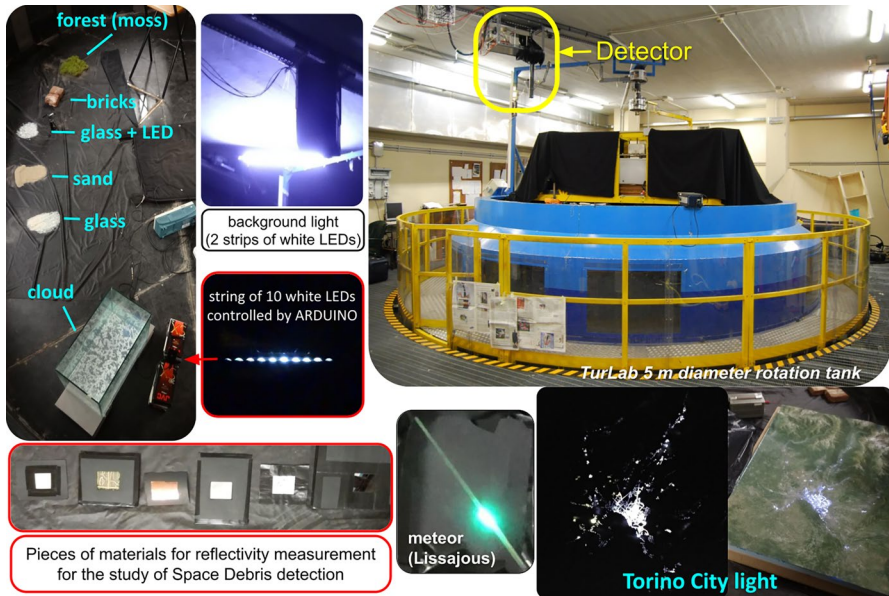 forest (moss)
bricks
glass + LED
sand
glass
cloud
background light
(2 strips of white LEDs)
string of 10 white LEDs
controlled by ARDUINO
Detector
TurLab 5 m diameter rotation tank
Pieces of materials for reflectivity measurement
for the study of Space Debris detection
meteor
(Lissajous)
Torino City light